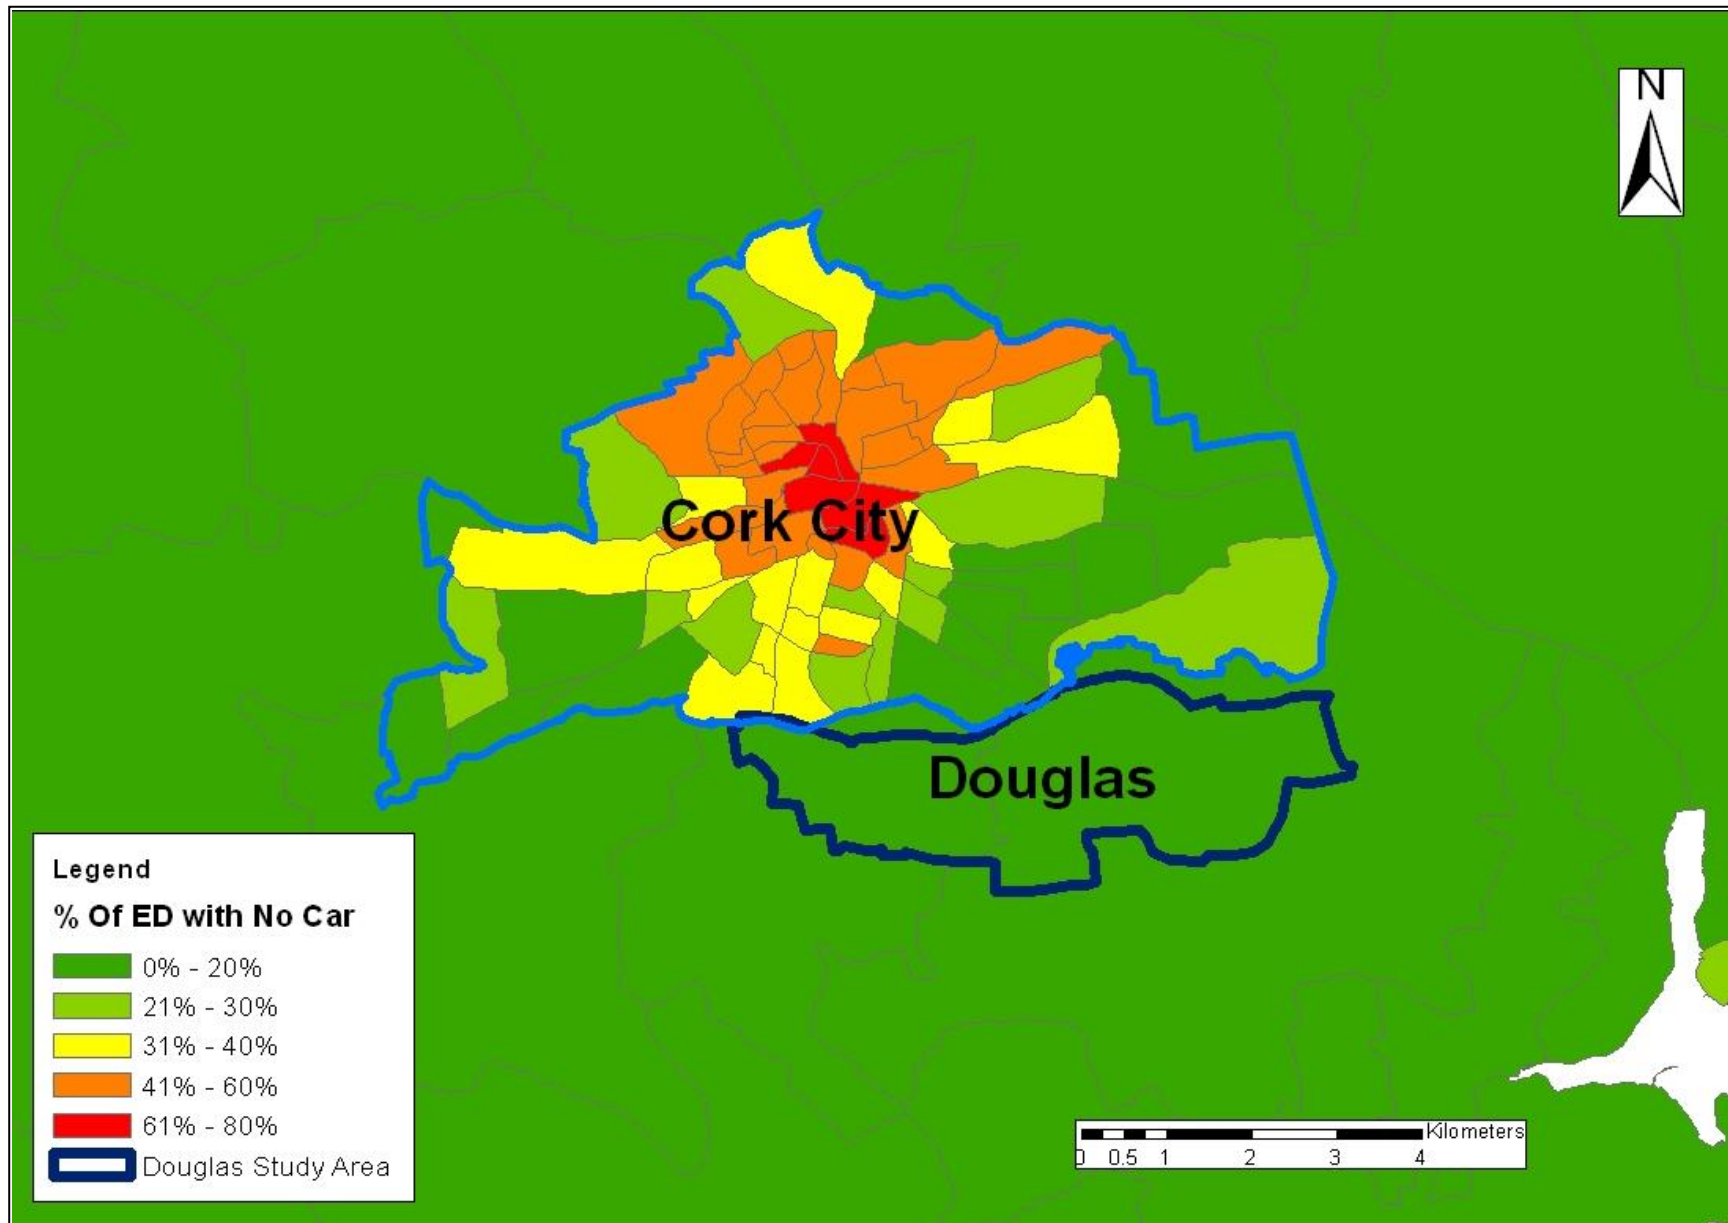 N
Cork City
Douglas
Legend
% Of ED with No Car
0% - 20%
21% - 30%
31% - 40%
41% - 60%
61% - 80%
Douglas Study Area
Kilometers
0 0.5 1 2 3 4